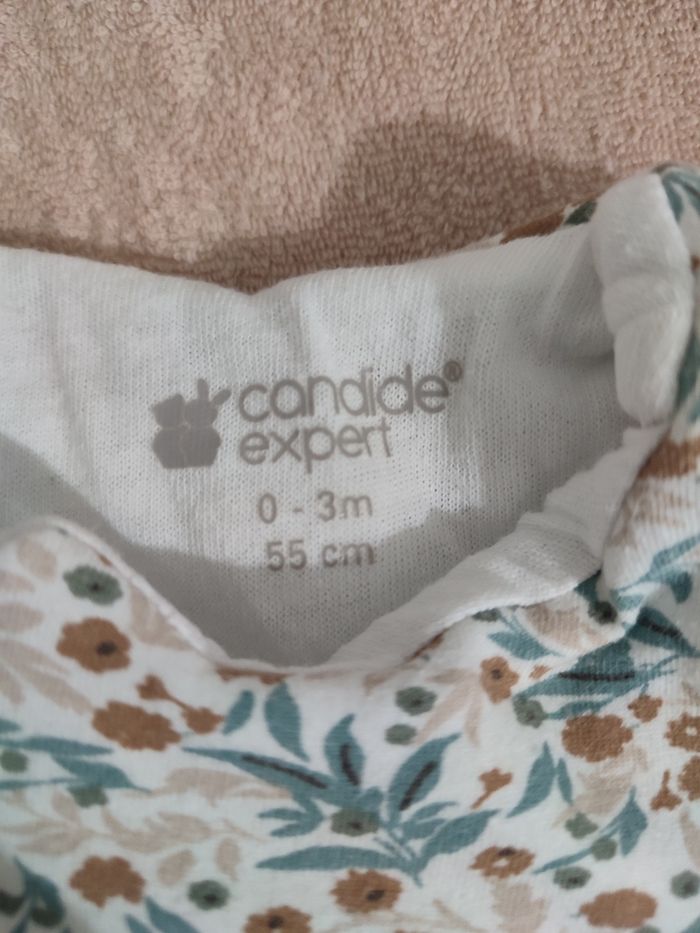 candide®
expert
0 - 3m
55 cm